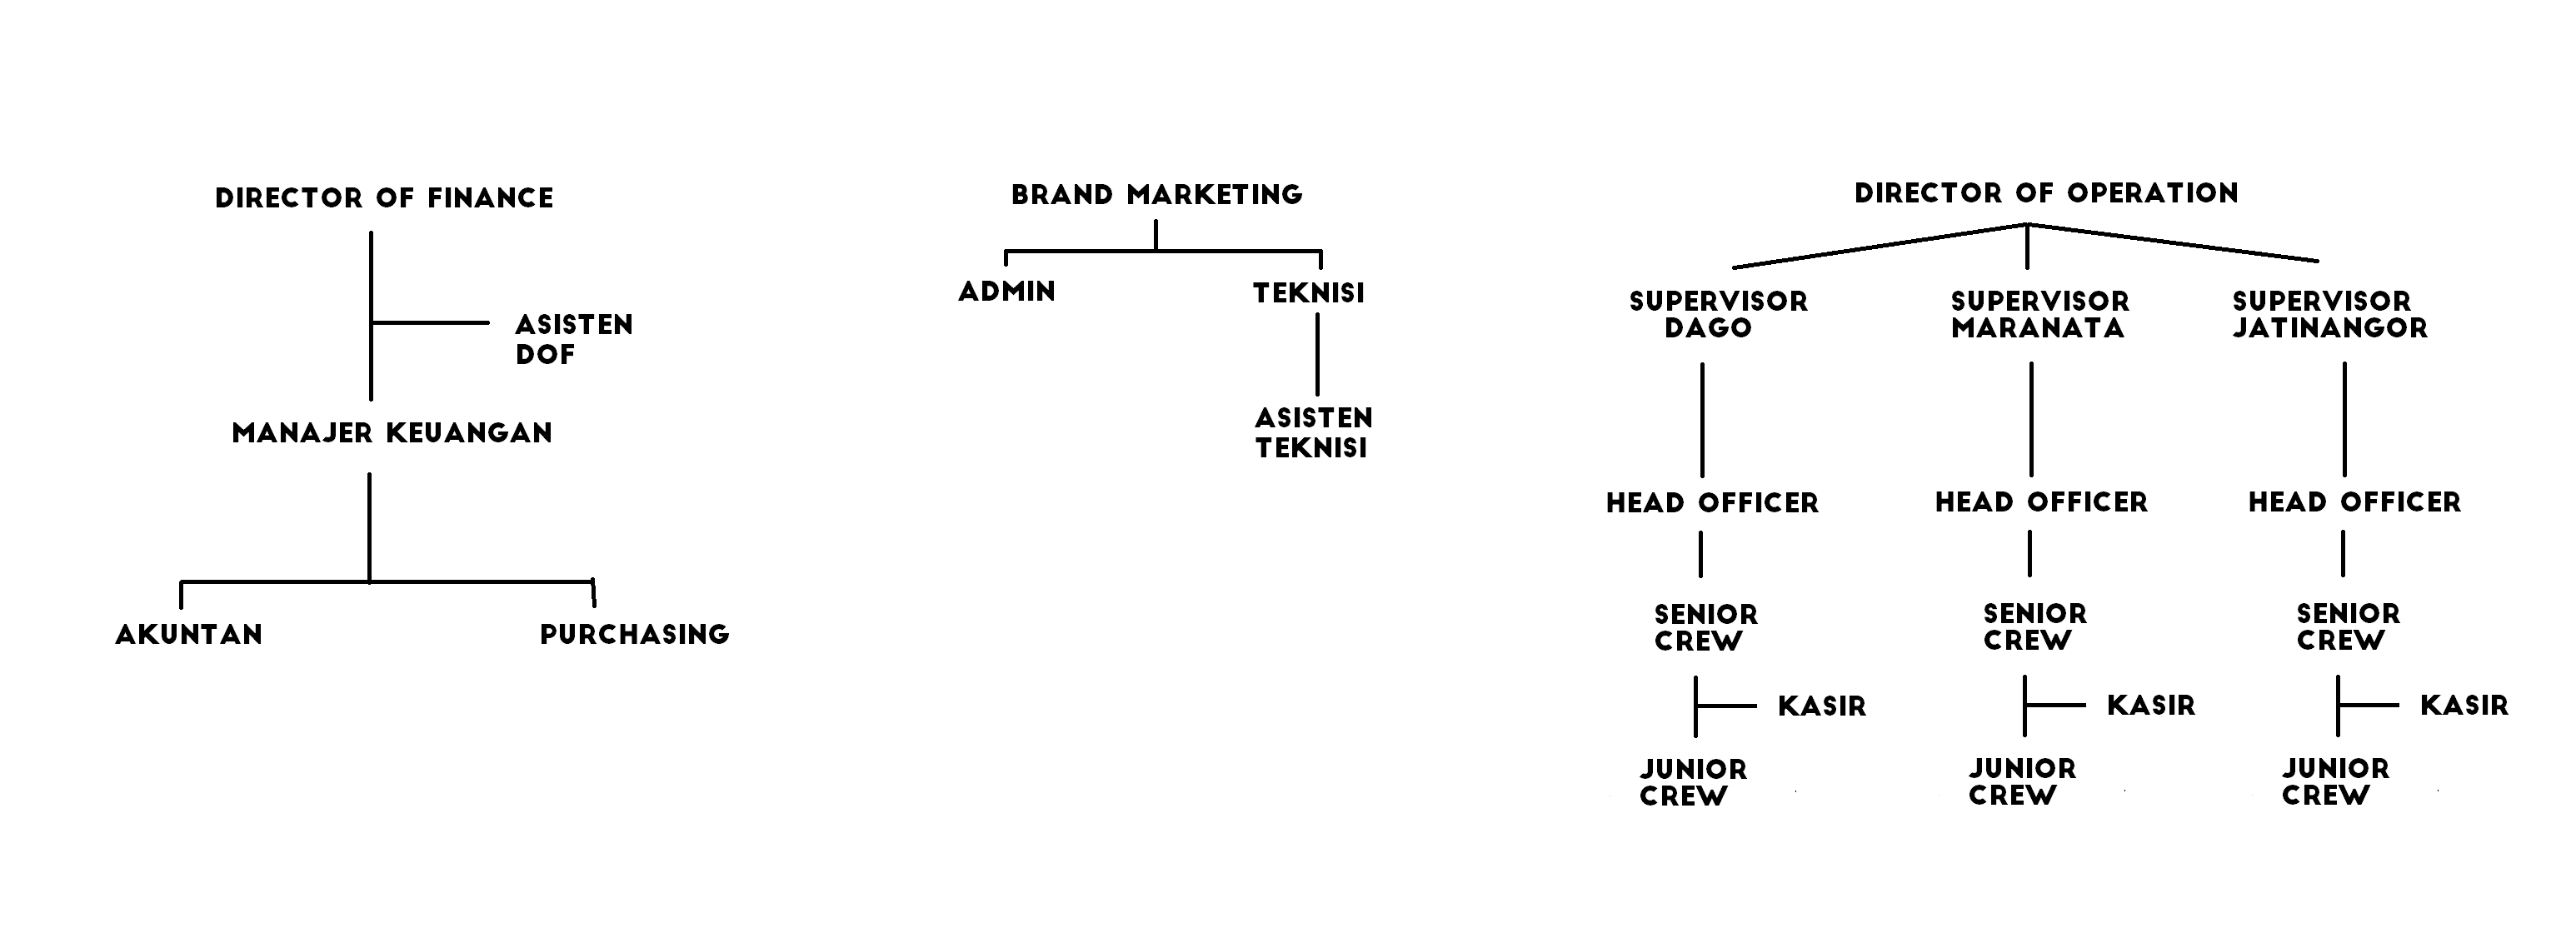 DIRECTOR OF FINANCE
ASISTEN
DOF
MANAJER KEUANGAN
AKUNTAN
PURCHASING
BRAND MARKETING
ADMIN
TEKNISI
ASISTEN
TEKNISI
DIRECTOR OF OPERATION
SUPERVISOR
DAGO
HEAD OFFICER
SENIOR
CREW
KASIR
JUNIOR
CREW
SUPERVISOR
MARANATA
HEAD OFFICER
SENIOR
CREW
KASIR
JUNIOR
CREW
SUPERVISOR
JATINANGOR
HEAD OFFICER
SENIOR
CREW
KASIR
JUNIOR
CREW